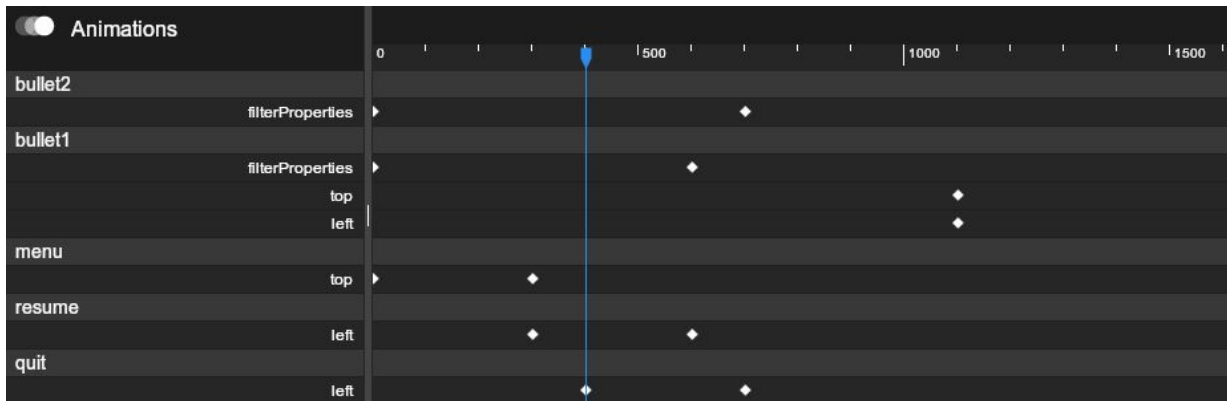 Animations
0 500 1000 1500
bullet2
filterProperties
bullet1
filterProperties
top
left
menu
top
resume
left
quit
left